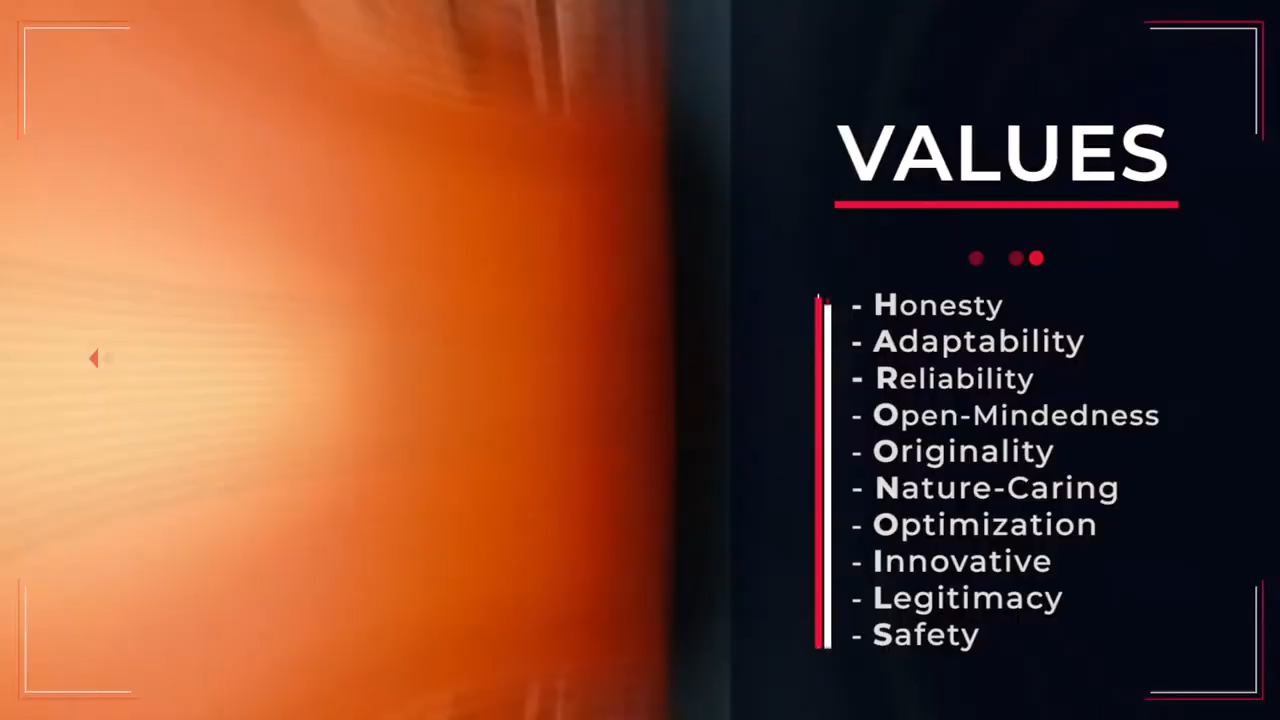 VALUES
- Honesty
- Adaptability
- Reliability
- Open-Mindedness
- Originality
- Nature-Caring
- Optimization
- Innovative
- Legitimacy
- Safety